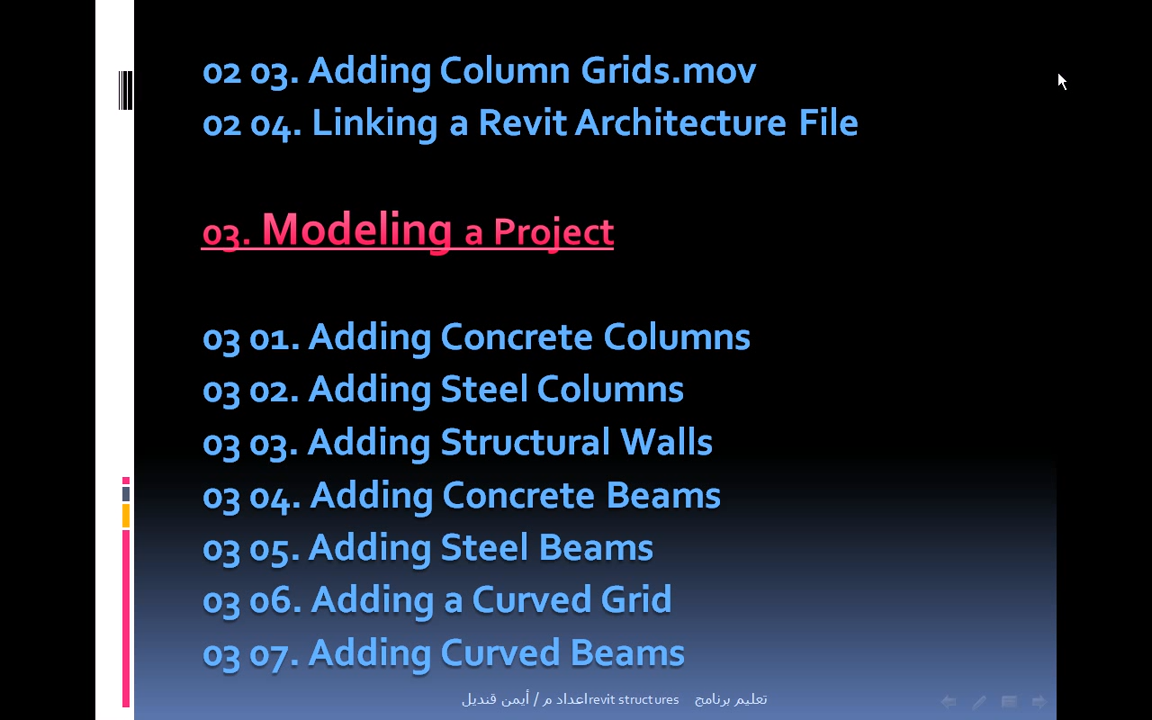 02 03. Adding Column Grids.mov
02 04. Linking a Revit Architecture File
03. Modeling a Project
03 01. Adding Concrete Columns
03 02. Adding Steel Columns
03 03. Adding Structural Walls
03 04. Adding Concrete Beams
03 05. Adding Steel Beams
03 06. Adding a Curved Grid
03 07. Adding Curved Beams
تعليم برنامج revit structures اعداد م / أيمن قنديل